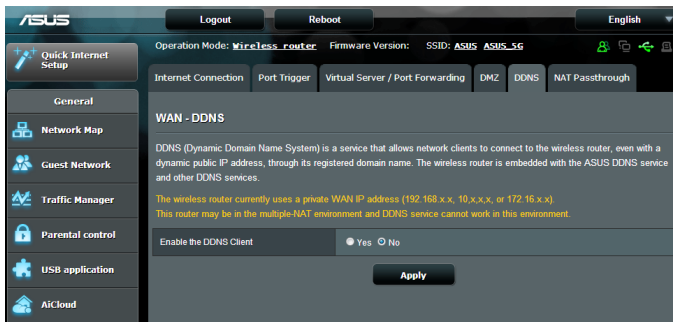 ASUS
Logout
Reboot
English
Quick Internet
Setup
Operation Mode: Wireless router Firmware Version: SSID: ASUS ASUS_5G
Internet Connection
Port Trigger
Virtual Server / Port Forwarding
DMZ
DDNS
NAT Passthrough
General
Network Map
Guest Network
Traffic Manager
Parental control
USB application
AiCloud
WAN - DDNS
DDNS (Dynamic Domain Name System) is a service that allows network clients to connect to the wireless router, even with a
dynamic public IP address, through its registered domain name. The wireless router is embedded with the ASUS DDNS service
and other DDNS services.
The wireless router currently uses a private WAN IP address (192.168.x.x, 10,x,x,x, or 172.16.x.x).
This router may be in the multiple-NAT environment and DDNS service cannot work in this environment.
Enable the DDNS Client
Yes No
Apply